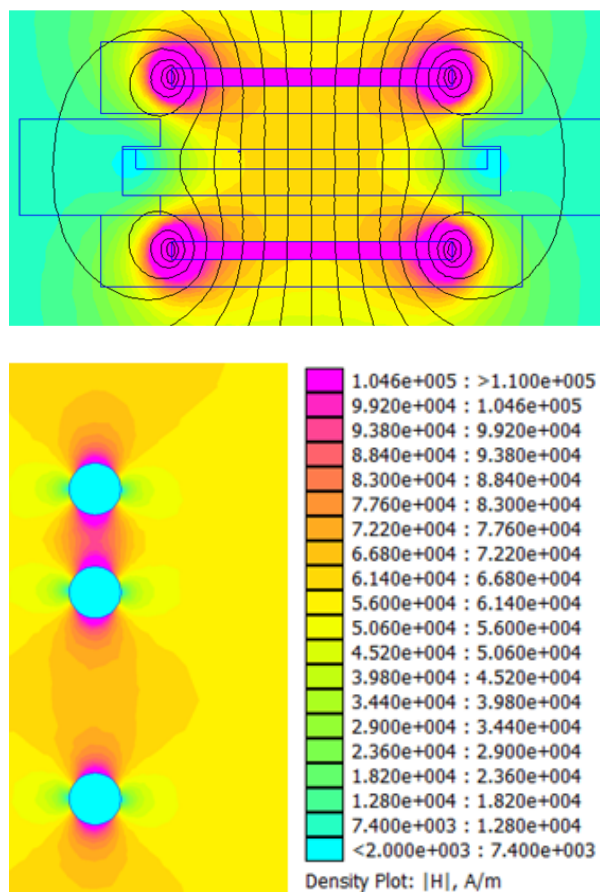 1.046e+005 : >1.100e+005
9.920e+004 : 1.046e+005
9.380e+004 : 9.920e+004
8.840e+004 : 9.380e+004
8.300e+004 : 8.840e+004
7.760e+004 : 8.300e+004
7.220e+004 : 7.760e+004
6.680e+004 : 7.220e+004
6.140e+004 : 6.680e+004
5.600e+004 : 6.140e+004
5.060e+004 : 5.600e+004
4.520e+004 : 5.060e+004
3.980e+004 : 4.520e+004
3.440e+004 : 3.980e+004
2.900e+004 : 3.440e+004
2.360e+004 : 2.900e+004
1.820e+004 : 2.360e+004
1.280e+004 : 1.820e+004
7.400e+003 : 1.280e+004
<2.000e+003 : 7.400e+003
Density Plot: |H|, A/m